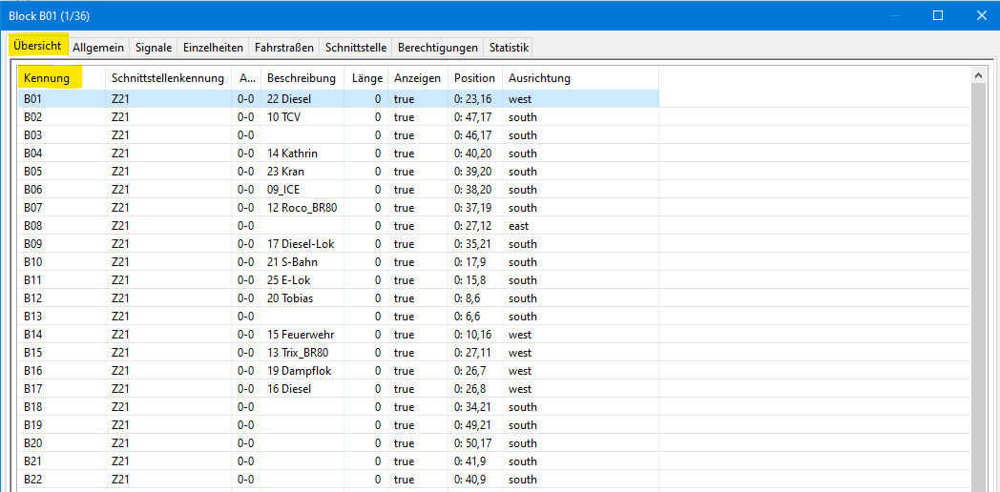 Block B01 (1/36)
Übersicht Allgemein Signale Einzelheiten Fahrstraßen Schnittstelle Berechtigungen Statistik
Kennung Schnittstellenkennung A... Beschreibung Länge Anzeigen Position Ausrichtung
B01 Z21 0-0 22 Diesel 0 true 0: 23,16 west
B02 Z21 0-0 10 TCV 0 true 0: 47,17 south
B03 Z21 0-0 0 true 0: 46,17 south
B04 Z21 0-0 14 Kathrin 0 true 0: 40,20 south
B05 Z21 0-0 23 Kran 0 true 0: 39,20 south
B06 Z21 0-0 09_ICE 0 true 0: 38,20 south
B07 Z21 0-0 12 Roco_BR80 0 true 0: 37,19 south
B08 Z21 0-0 0 true 0: 27,12 east
B09 Z21 0-0 17 Diesel-Lok 0 true 0: 35,21 south
B10 Z21 0-0 21 S-Bahn 0 true 0: 17,9 south
B11 Z21 0-0 25 E-Lok 0 true 0: 15,8 south
B12 Z21 0-0 20 Tobias 0 true 0: 8,6 south
B13 Z21 0-0 0 true 0: 6,6 south
B14 Z21 0-0 15 Feuerwehr 0 true 0: 10,16 west
B15 Z21 0-0 13 Trix_BR80 0 true 0: 27,11 west
B16 Z21 0-0 19 Dampflok 0 true 0: 26,7 west
B17 Z21 0-0 16 Diesel 0 true 0: 26,8 west
B18 Z21 0-0 0 true 0: 34,21 south
B19 Z21 0-0 0 true 0: 49,21 south
B20 Z21 0-0 0 true 0: 50,17 south
B21 Z21 0-0 0 true 0: 41,9 south
B22 Z21 0-0 0 true 0: 40,9 south